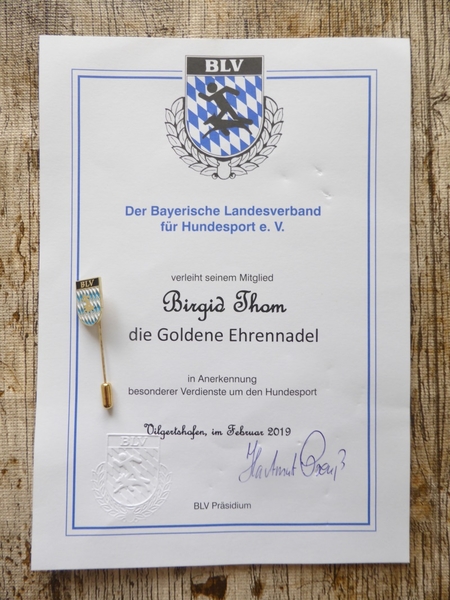 BLV
Der Bayerische Landesverband
für Hundesport e. V.
verleiht seinem Mitglied
Birgid Thom
die Goldene Ehrennadel
BLV
in Anerkennung
besonderer Verdienste um den Hundesport
Vilgertshofen, im Februar 2019
BLV
Hartmut
BLV Präsidium